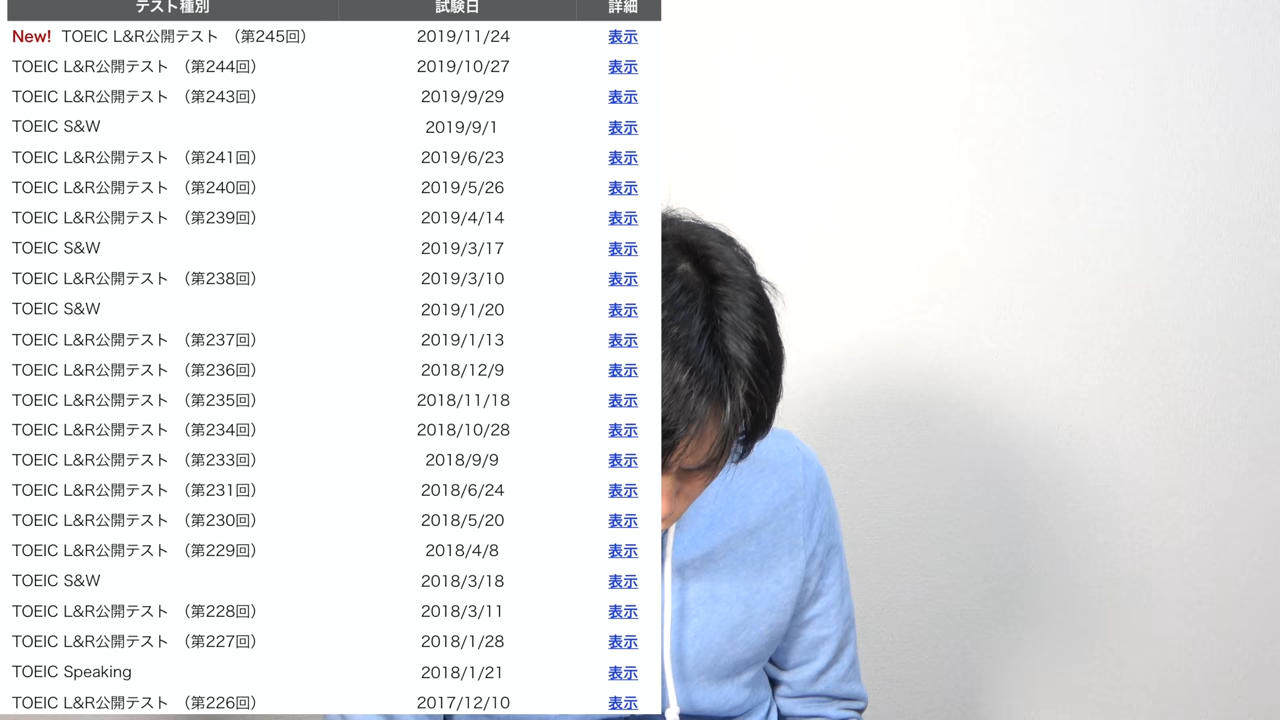 テスト種別 試験日 詳細
New! TOEIC L&R公開テスト （第245回） 2019/11/24 表示
TOEIC L&R公開テスト （第244回） 2019/10/27 表示
TOEIC L&R公開テスト （第243回） 2019/9/29 表示
TOEIC S&W 2019/9/1 表示
TOEIC L&R公開テスト （第241回） 2019/6/23 表示
TOEIC L&R公開テスト （第240回） 2019/5/26 表示
TOEIC L&R公開テスト （第239回） 2019/4/14 表示
TOEIC S&W 2019/3/17 表示
TOEIC L&R公開テスト （第238回） 2019/3/10 表示
TOEIC S&W 2019/1/20 表示
TOEIC L&R公開テスト （第237回） 2019/1/13 表示
TOEIC L&R公開テスト （第236回） 2018/12/9 表示
TOEIC L&R公開テスト （第235回） 2018/11/18 表示
TOEIC L&R公開テスト （第234回） 2018/10/28 表示
TOEIC L&R公開テスト （第233回） 2018/9/9 表示
TOEIC L&R公開テスト （第231回） 2018/6/24 表示
TOEIC L&R公開テスト （第230回） 2018/5/20 表示
TOEIC L&R公開テスト （第229回） 2018/4/8 表示
TOEIC S&W 2018/3/18 表示
TOEIC L&R公開テスト （第228回） 2018/3/11 表示
TOEIC L&R公開テスト （第227回） 2018/1/28 表示
TOEIC Speaking 2018/1/21 表示
TOEIC L&R公開テスト （第226回） 2017/12/10 表示